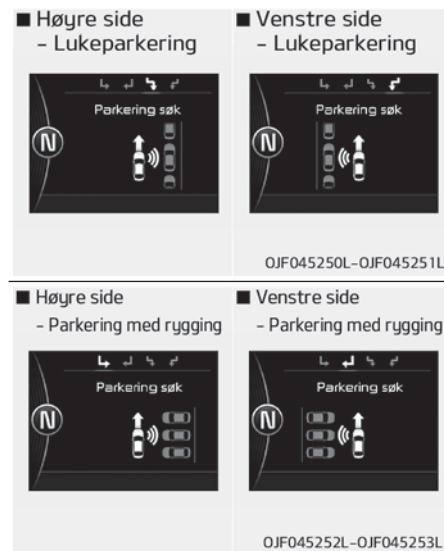 ■ Høyre side
– Lukeparkering
Parkering søk
N
■ Venstre side
– Lukeparkering
Parkering søk
N
OJF045250L-OJF045251L
■ Høyre side
– Parkering med rygging
Parkering søk
N
■ Venstre side
– Parkering med rygging
Parkering søk
N
OJF045252L-OJF045253L